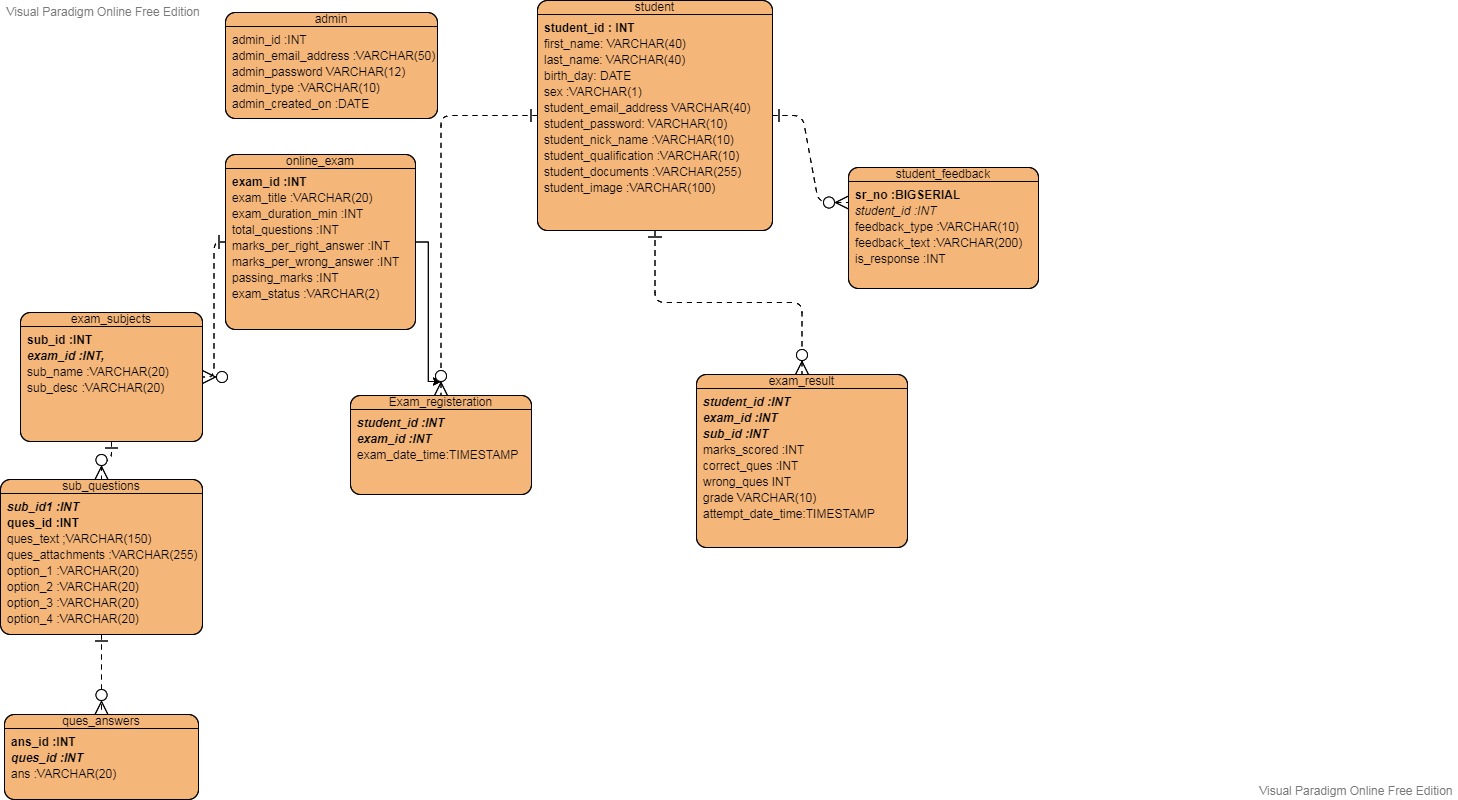 Visual Paradigm Online Free Edition
admin
admin_id :INT
admin_email_address :VARCHAR(50)
admin_password VARCHAR(12)
admin_type :VARCHAR(10)
admin_created_on :DATE
student
student_id : INT
first_name: VARCHAR(40)
last_name: VARCHAR(40)
birth_day: DATE
sex :VARCHAR(1)
student_email_address VARCHAR(40)
student_password: VARCHAR(10)
student_nick_name :VARCHAR(10)
student_qualification :VARCHAR(10)
student_documents :VARCHAR(255)
student_image :VARCHAR(100)
online_exam
exam_id :INT
exam_title :VARCHAR(20)
exam_duration_min :INT
total_questions :INT
marks_per_right_answer :INT
marks_per_wrong_answer :INT
passing_marks :INT
exam_status :VARCHAR(2)
student_feedback
sr_no :BIGSERIAL
student_id :INT
feedback_type :VARCHAR(10)
feedback_text :VARCHAR(200)
is_response :INT
exam_subjects
sub_id :INT
exam_id :INT,
sub_name :VARCHAR(20)
sub_desc :VARCHAR(20)
Exam_registeration
student_id :INT
exam_id :INT
exam_date_time:TIMESTAMP
exam_result
student_id :INT
exam_id :INT
sub_id :INT
marks_scored :INT
correct_ques :INT
wrong_ques INT
grade VARCHAR(10)
attempt_date_time:TIMESTAMP
sub_questions
sub_id1 :INT
ques_id :INT
ques_text ;VARCHAR(150)
ques_attachments :VARCHAR(255)
option_1 :VARCHAR(20)
option_2 :VARCHAR(20)
option_3 :VARCHAR(20)
option_4 :VARCHAR(20)
ques_answers
ans_id :INT
ques_id :INT
ans :VARCHAR(20)
Visual Paradigm Online Free Edition